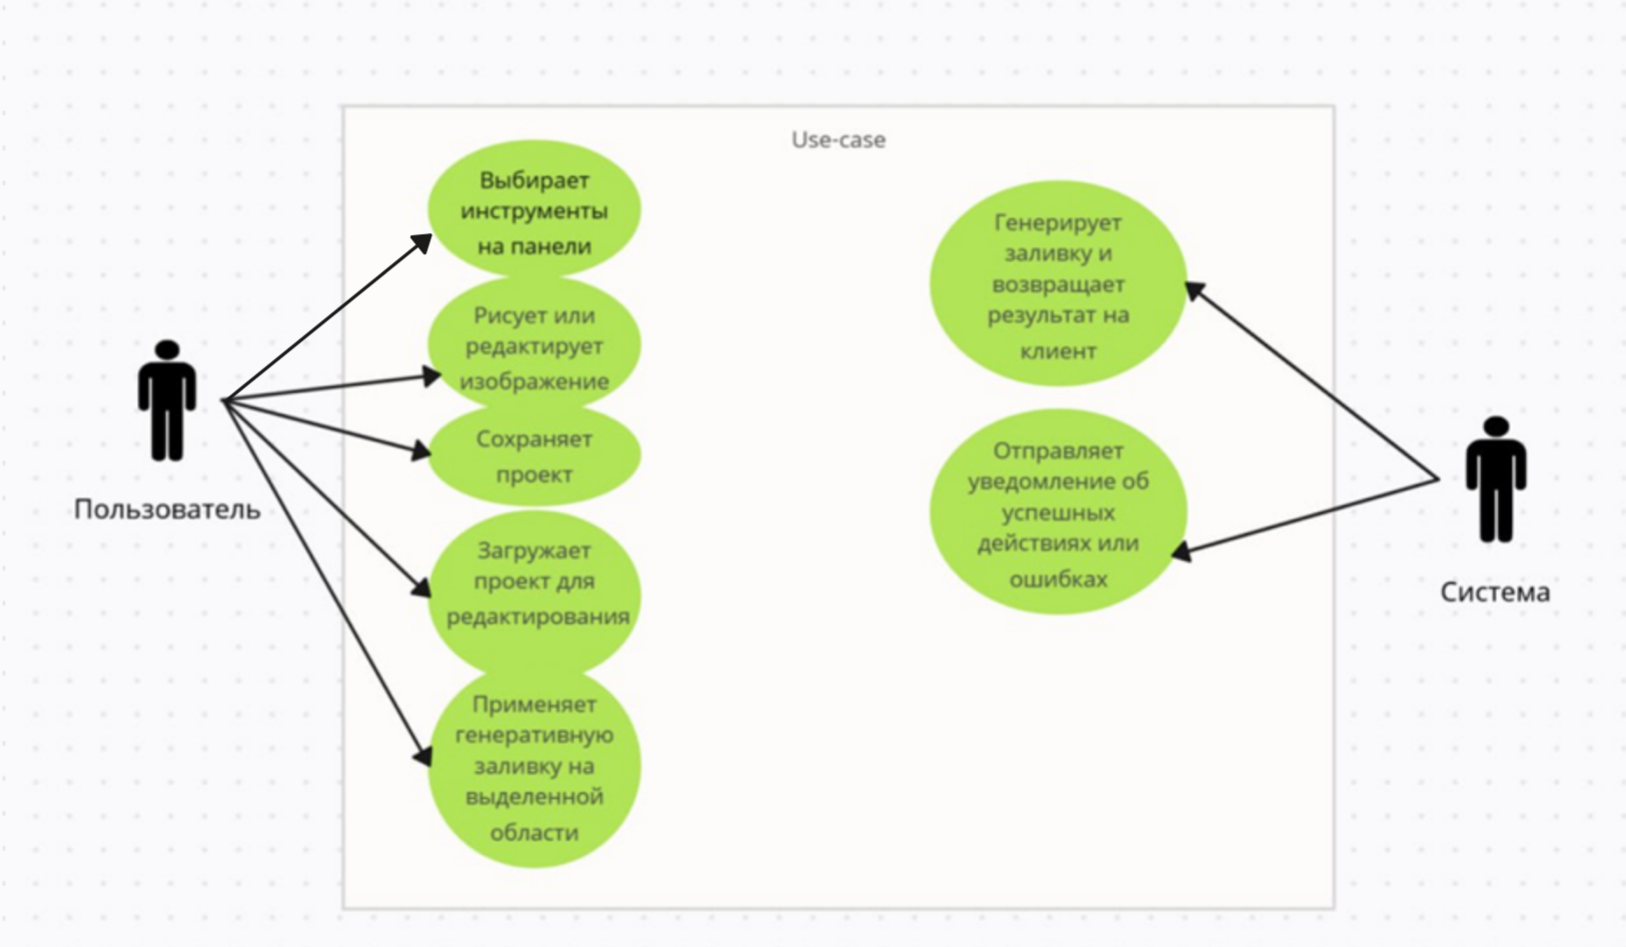 Use-case
Выбирает
инструменты
на панели
Рисует или
редактирует
изображение
Сохраняет
проект
Загружает
проект для
редактирования
Применяет
генеративную
заливку на
выделенной
области
Пользователь
Генерирует
заливку и
возвращает
результат на
клиент
Отправляет
уведомление об
успешных
действиях или
ошибках
Система